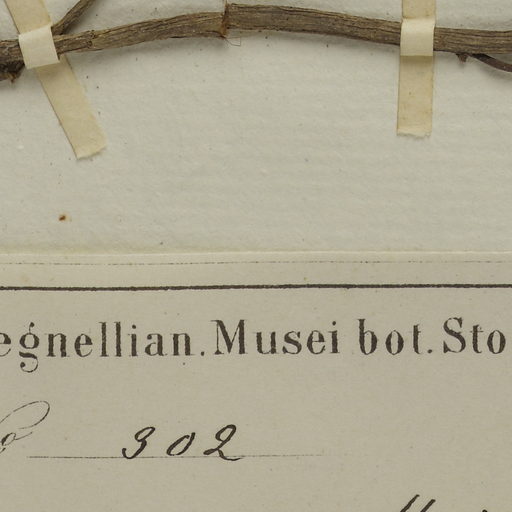 egnellian. Musei bot. Sto
302